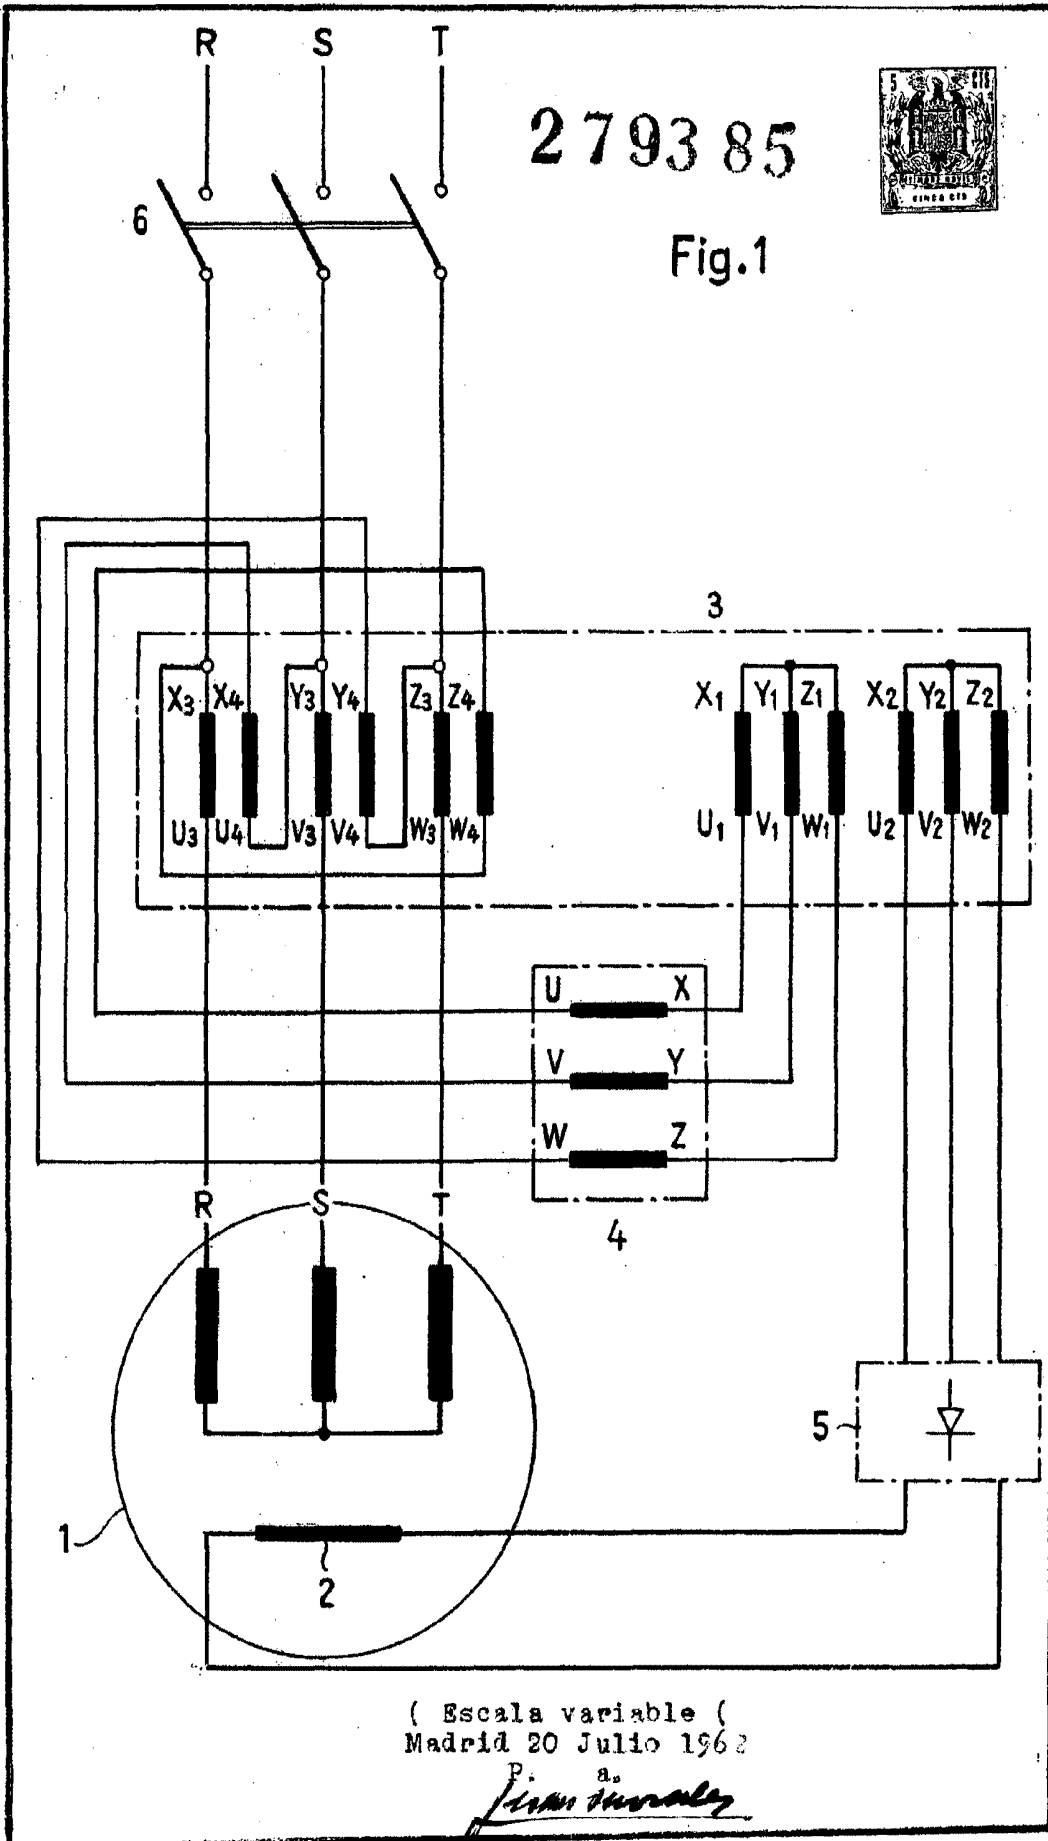 R S T
5 CTS
279385
6
Fig.1
3
X3 X4 Y3 Y4 Z3 Z4 X1 Y1 Z1 X2 Y2 Z2
U3 U4 V3 V4 W3 W4 U1 V1 W1 U2 V2 W2
U X
V Y
W Z
R S T
4
5
1
2
( Escala variable (
Madrid 20 Julio 1962
P. a.